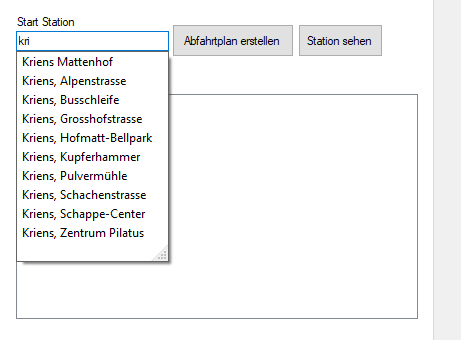 Start Station
kri
Abfahrtplan erstellen
Station sehen
Kriens Mattenhof
Kriens, Alpenstrasse
Kriens, Busschleife
Kriens, Grosshofstrasse
Kriens, Hofmatt-Bellpark
Kriens, Kupferhammer
Kriens, Pulvermühle
Kriens, Schachenstrasse
Kriens, Schappe-Center
Kriens, Zentrum Pilatus